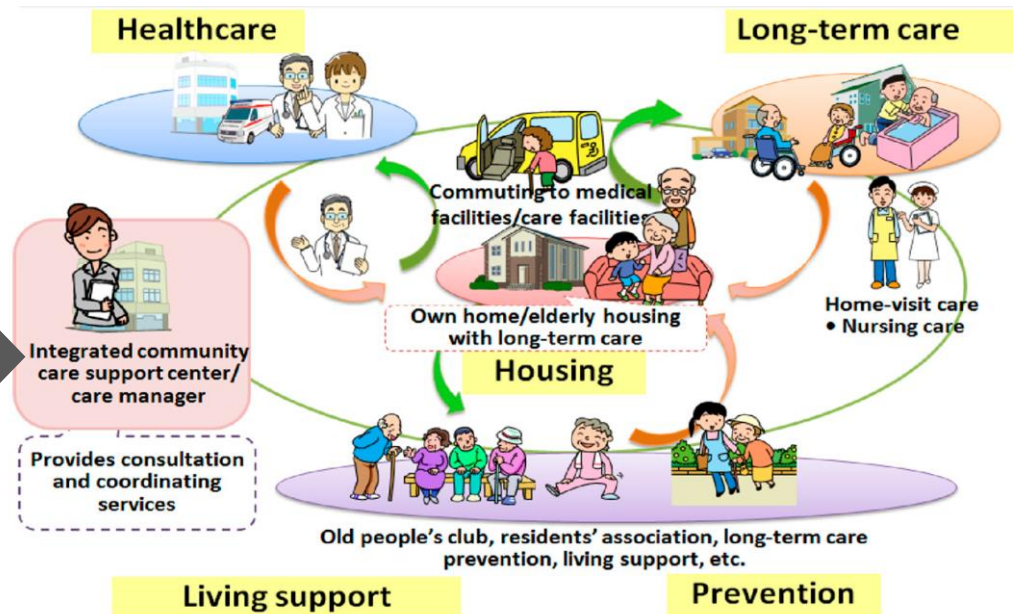 Healthcare
Long-term care
Commuting to medical
facilities/care facilities
Own home/elderly housing
with long-term care
Housing
Home-visit care
• Nursing care
Integrated community
care support center/
care manager
Provides consultation
and coordinating
services
Old people's club, residents' association, long-term care
prevention, living support, etc.
Living support
Prevention